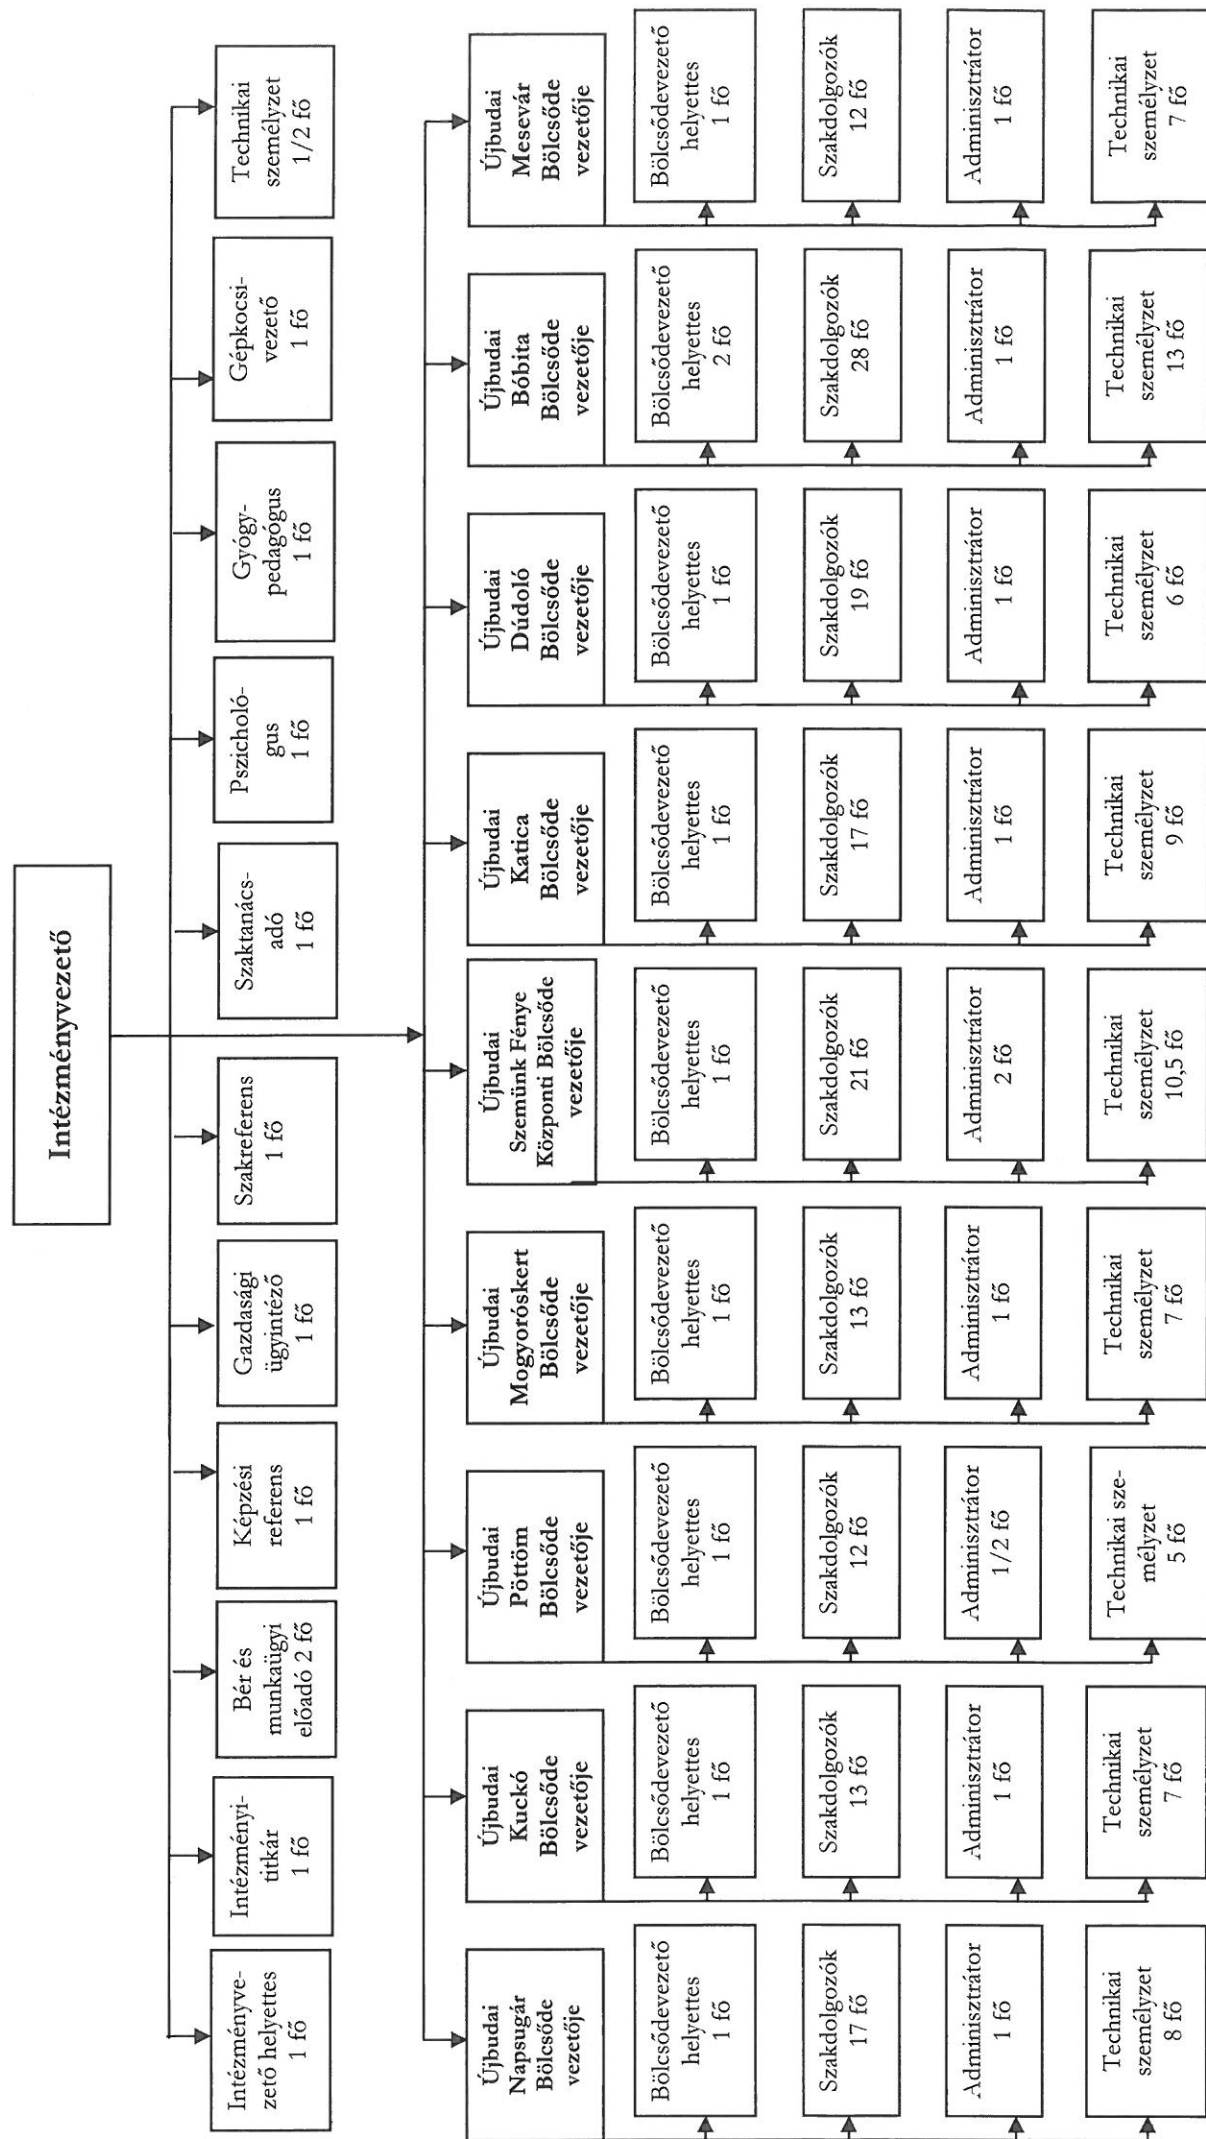 Intézményvezető
Intézményve-
zető helyettes
1 fő
Intézményi-
titkár
1 fő
Bér és
munkaügyi
előadó 2 fő
Képzési
referens
1 fő
Gazdasági
ügyintéző
1 fő
Szakreferens
1 fő
Szaktanács-
adó
1 fő
Pszicholó-
gus
1 fő
Gyógy-
pedagógus
1 fő
Gépkocsi-
vezető
1 fő
Technikai
személyzet
1/2 fő
Újbudai
Napsugár
Bölcsőde
vezetője
Bölcsődevezető
helyettes
1 fő
Szakdolgozók
17 fő
Adminisztrátor
1 fő
Technikai
személyzet
8 fő
Újbudai
Kuckó
Bölcsőde
vezetője
Bölcsődevezető
helyettes
1 fő
Szakdolgozók
13 fő
Adminisztrátor
1 fő
Technikai
személyzet
7 fő
Újbudai
Pöttöm
Bölcsőde
vezetője
Bölcsődevezető
helyettes
1 fő
Szakdolgozók
12 fő
Adminisztrátor
1/2 fő
Technikai sze-
mélyzet
5 fő
Újbudai
Mogyoróskert
Bölcsőde
vezetője
Bölcsődevezető
helyettes
1 fő
Szakdolgozók
13 fő
Adminisztrátor
1 fő
Technikai
személyzet
7 fő
Újbudai
Szemünk Fénye
Központi Bölcsőde
vezetője
Bölcsődevezető
helyettes
1 fő
Szakdolgozók
21 fő
Adminisztrátor
2 fő
Technikai
személyzet
10,5 fő
Újbudai
Katica
Bölcsőde
vezetője
Bölcsődevezető
helyettes
1 fő
Szakdolgozók
17 fő
Adminisztrátor
1 fő
Technikai
személyzet
9 fő
Újbudai
Dúdoló
Bölcsőde
vezetője
Bölcsődevezető
helyettes
1 fő
Szakdolgozók
19 fő
Adminisztrátor
1 fő
Technikai
személyzet
6 fő
Újbudai
Bóbita
Bölcsőde
vezetője
Bölcsődevezető
helyettes
2 fő
Szakdolgozók
28 fő
Adminisztrátor
1 fő
Technikai
személyzet
13 fő
Újbudai
Mesevár
Bölcsőde
vezetője
Bölcsődevezető
helyettes
1 fő
Szakdolgozók
12 fő
Adminisztrátor
1 fő
Technikai
személyzet
7 fő